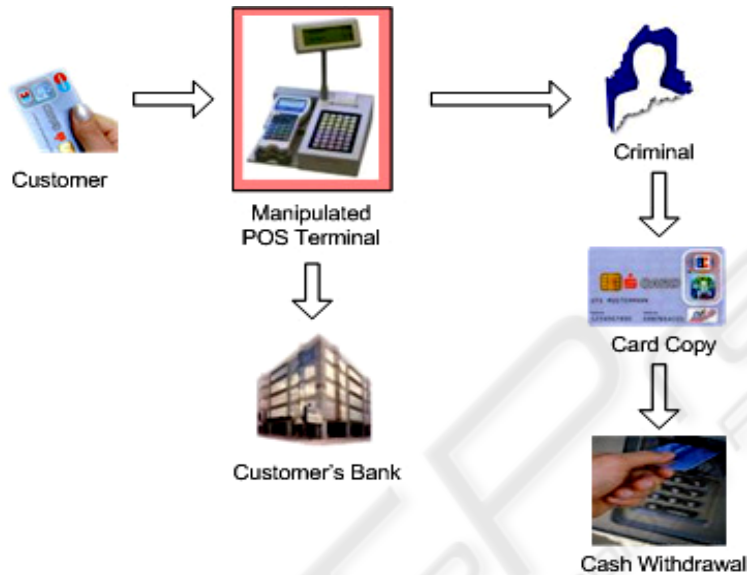 Customer
Manipulated
POS Terminal
Criminal
Card Copy
Customer's Bank
Cash Withdrawal